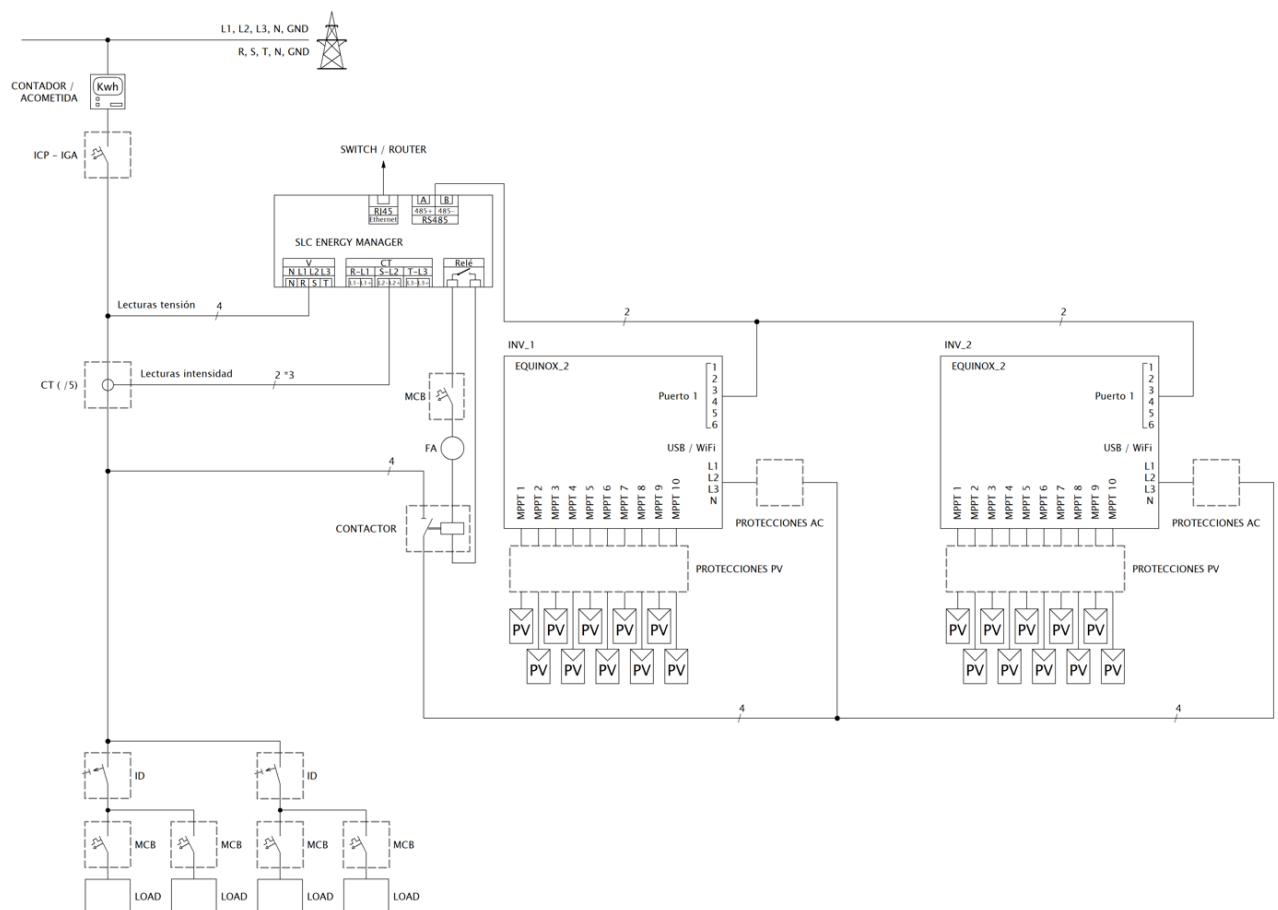 L1, L2, L3, N, GND
R, S, T, N, GND
CONTADOR /
ACOMETIDA
Kwh
ICP - IGA
SWITCH / ROUTER
A B
RJ45 485+ 485-
Ethernet RS485
SLC ENERGY MANAGER
V CT Relé
N L1 L2 L3 R-L1 S-L2 T-L3
N R S T L1- L1+ L2- L2+ L3- L3+
Lecturas tensión 4
2 2
INV_1
EQUINOX_2
1
2
3
4
5
6
Puerto 1
USB / WiFi
L1
L2
L3
N
MPPT 1
MPPT 2
MPPT 3
MPPT 4
MPPT 5
MPPT 6
MPPT 7
MPPT 8
MPPT 9
MPPT 10
PROTECCIONES AC
PROTECCIONES PV
PV PV PV PV PV
PV PV PV PV PV
INV_2
EQUINOX_2
1
2
3
4
5
6
Puerto 1
USB / WiFi
L1
L2
L3
N
MPPT 1
MPPT 2
MPPT 3
MPPT 4
MPPT 5
MPPT 6
MPPT 7
MPPT 8
MPPT 9
MPPT 10
PROTECCIONES AC
PROTECCIONES PV
PV PV PV PV PV
PV PV PV PV PV
Lecturas intensidad 2 *3
CT ( /5)
MCB
FA
4
CONTACTOR
4 4
ID ID
MCB MCB MCB MCB
LOAD LOAD LOAD LOAD